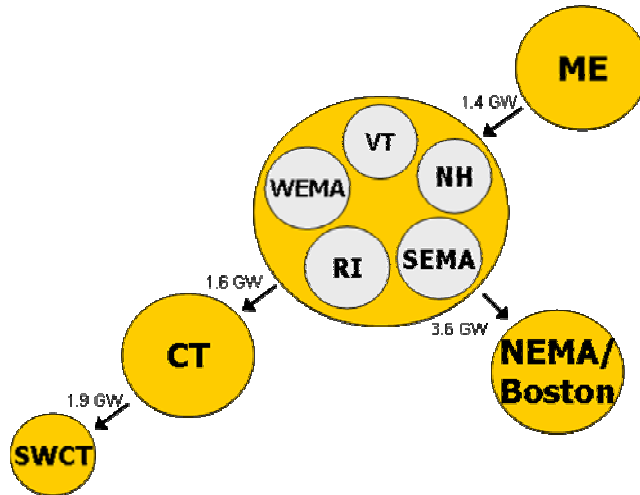 ME
1.4 GW
VT
NH
WEMA
SEMA
RI
1.6 GW
3.6 GW
CT
NEMA/
Boston
1.9 GW
SWCT